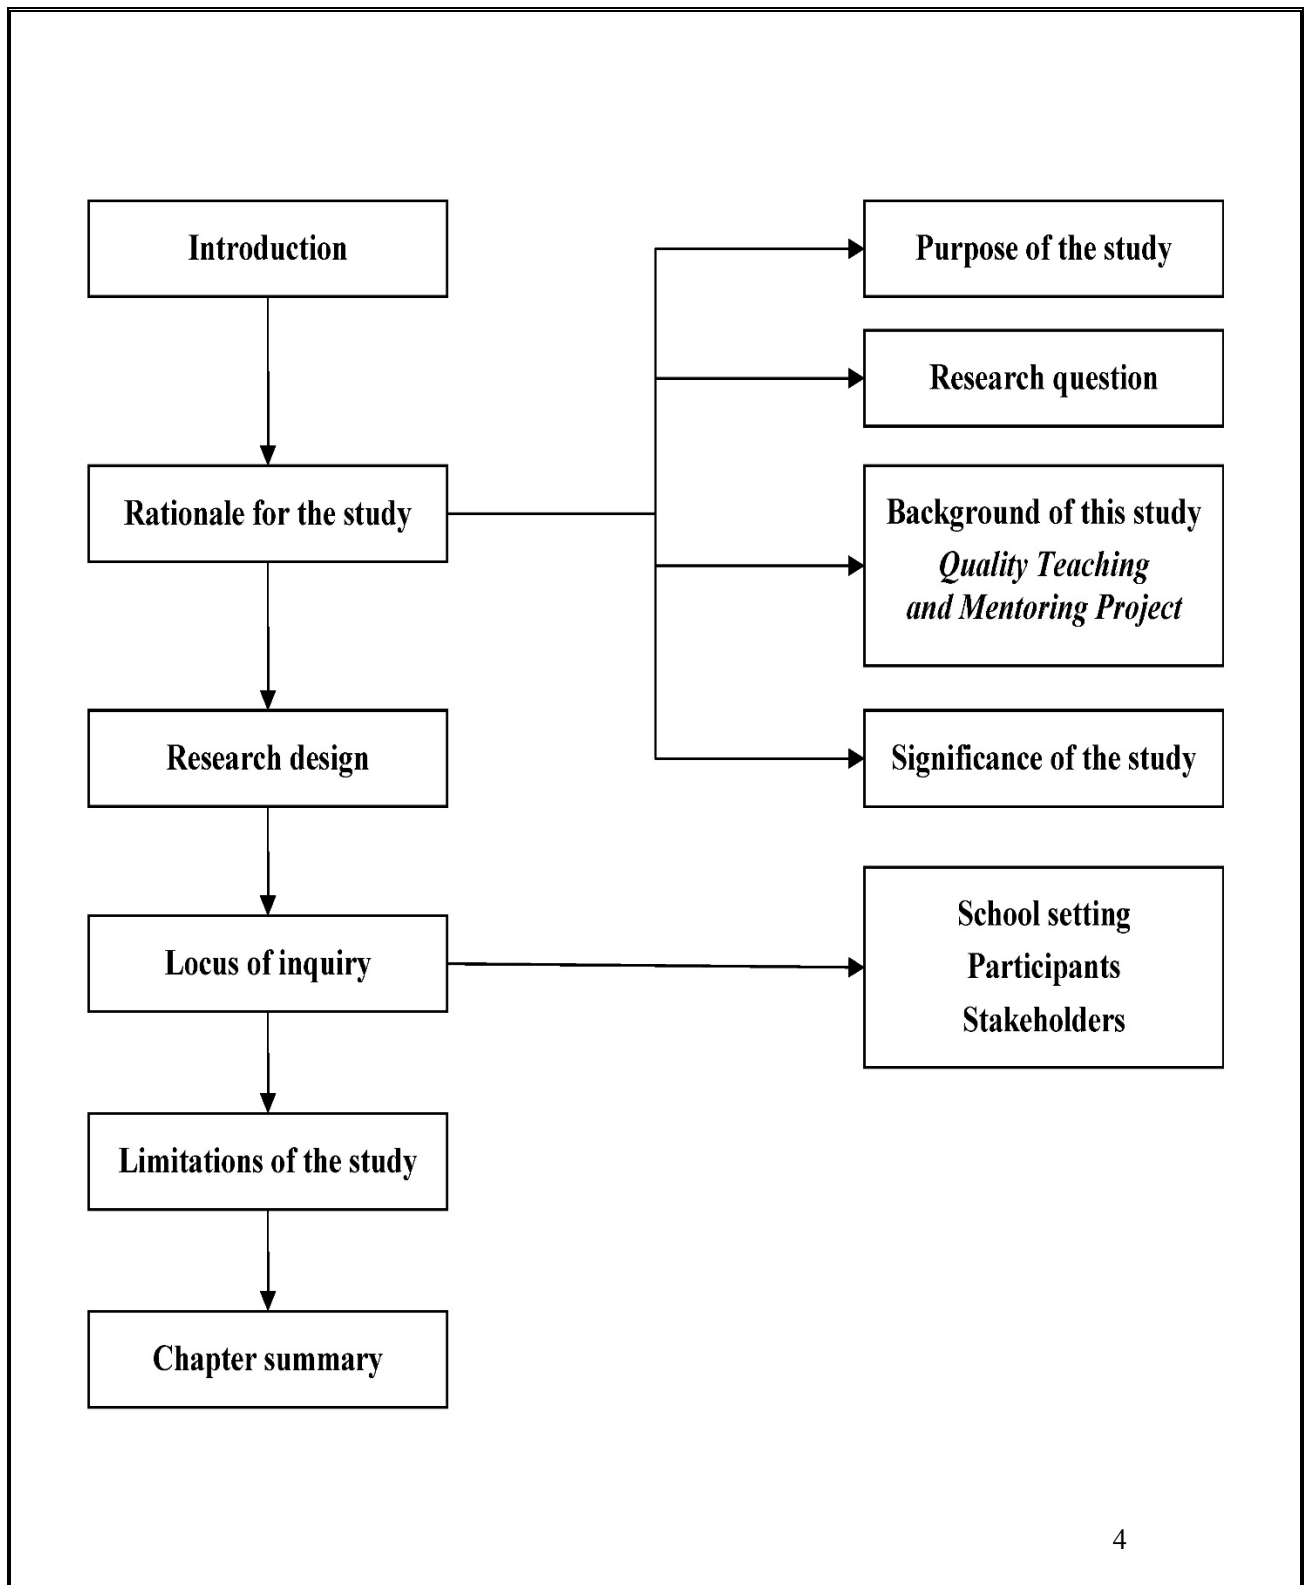 Introduction
Rationale for the study
Research design
Locus of inquiry
Limitations of the study
Chapter summary
Purpose of the study
Research question
Background of this study
Quality Teaching
and Mentoring Project
Significance of the study
School setting
Participants
Stakeholders
4